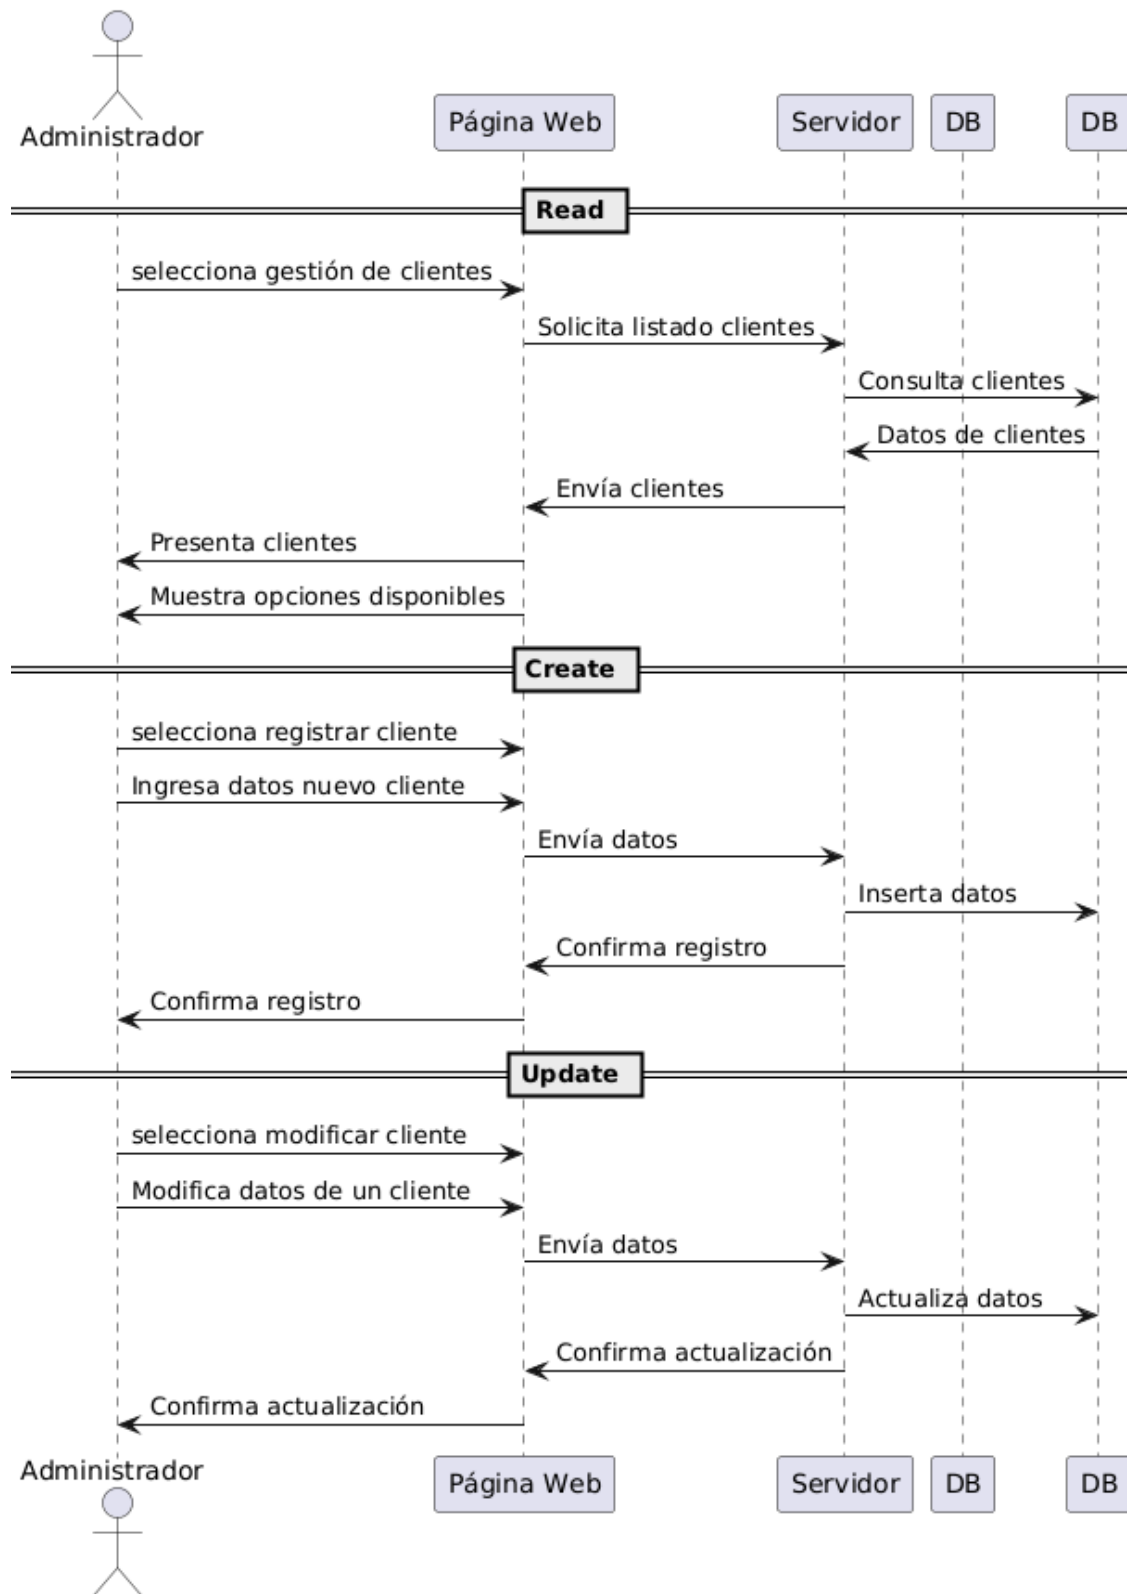 Administrador
Página Web
Servidor
DB
DB
Read
selecciona gestión de clientes
Solicita listado clientes
Consulta clientes
Datos de clientes
Envía clientes
Presenta clientes
Muestra opciones disponibles
Create
selecciona registrar cliente
Ingresa datos nuevo cliente
Envía datos
Inserta datos
Confirma registro
Confirma registro
Update
selecciona modificar cliente
Modifica datos de un cliente
Envía datos
Actualiza datos
Confirma actualización
Confirma actualización
Administrador
Página Web
Servidor
DB
DB